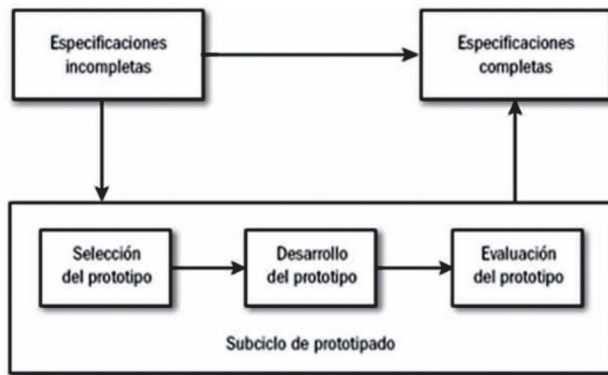 Especificaciones
incompletas
Especificaciones
completas
Selección
del prototipo
Desarrollo
del prototipo
Evaluación
del prototipo
Subciclo de prototipado